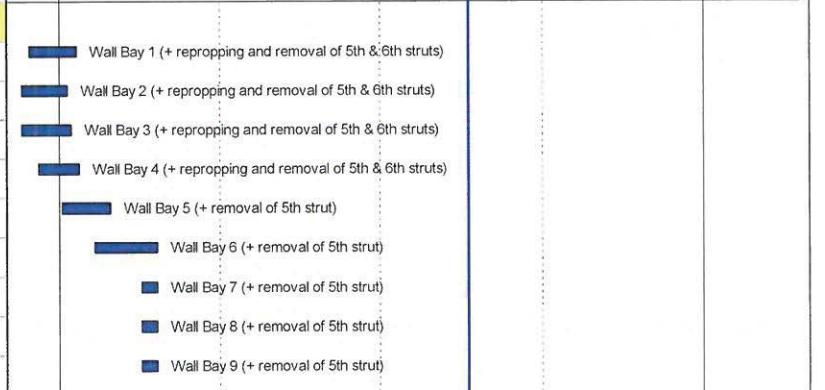 Wall Bay 1 (+ repropping and removal of 5th & 6th struts)
Wall Bay 2 (+ repropping and removal of 5th & 6th struts)
Wall Bay 3 (+ repropping and removal of 5th & 6th struts)
Wall Bay 4 (+ repropping and removal of 5th & 6th struts)
Wall Bay 5 (+ removal of 5th strut)
Wall Bay 6 (+ removal of 5th strut)
Wall Bay 7 (+ removal of 5th strut)
Wall Bay 8 (+ removal of 5th strut)
Wall Bay 9 (+ removal of 5th strut)